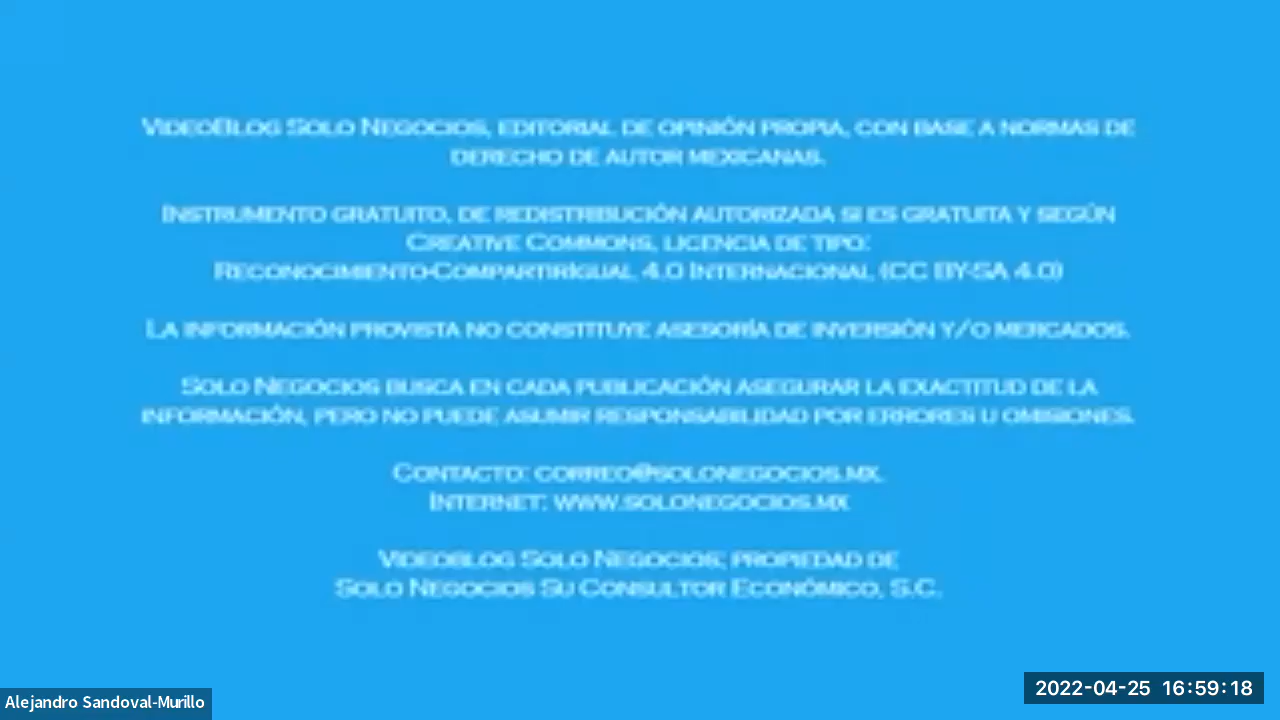 VideoBlog Solo Negocios, editorial de opinión propia, con base a normas de
derecho de autor mexicanas.
Instrumento gratuito, de redistribución autorizada si es gratuita y según
Creative Commons, licencia de tipo:
Reconocimiento-CompartirIgual 4.0 Internacional (CC BY-SA 4.0)
La información provista no constituye asesoría de inversión y/o mercados.
Solo Negocios busca en cada publicación asegurar la exactitud de la
información, pero no puede asumir responsabilidad por errores u omisiones.
Contacto: correo@solonegocios.mx.
Internet: www.solonegocios.mx
Videoblog Solo Negocios; propiedad de
Solo Negocios Su Consultor Económico, S.C.
Alejandro Sandoval-Murillo
2022-04-25 16:59:18